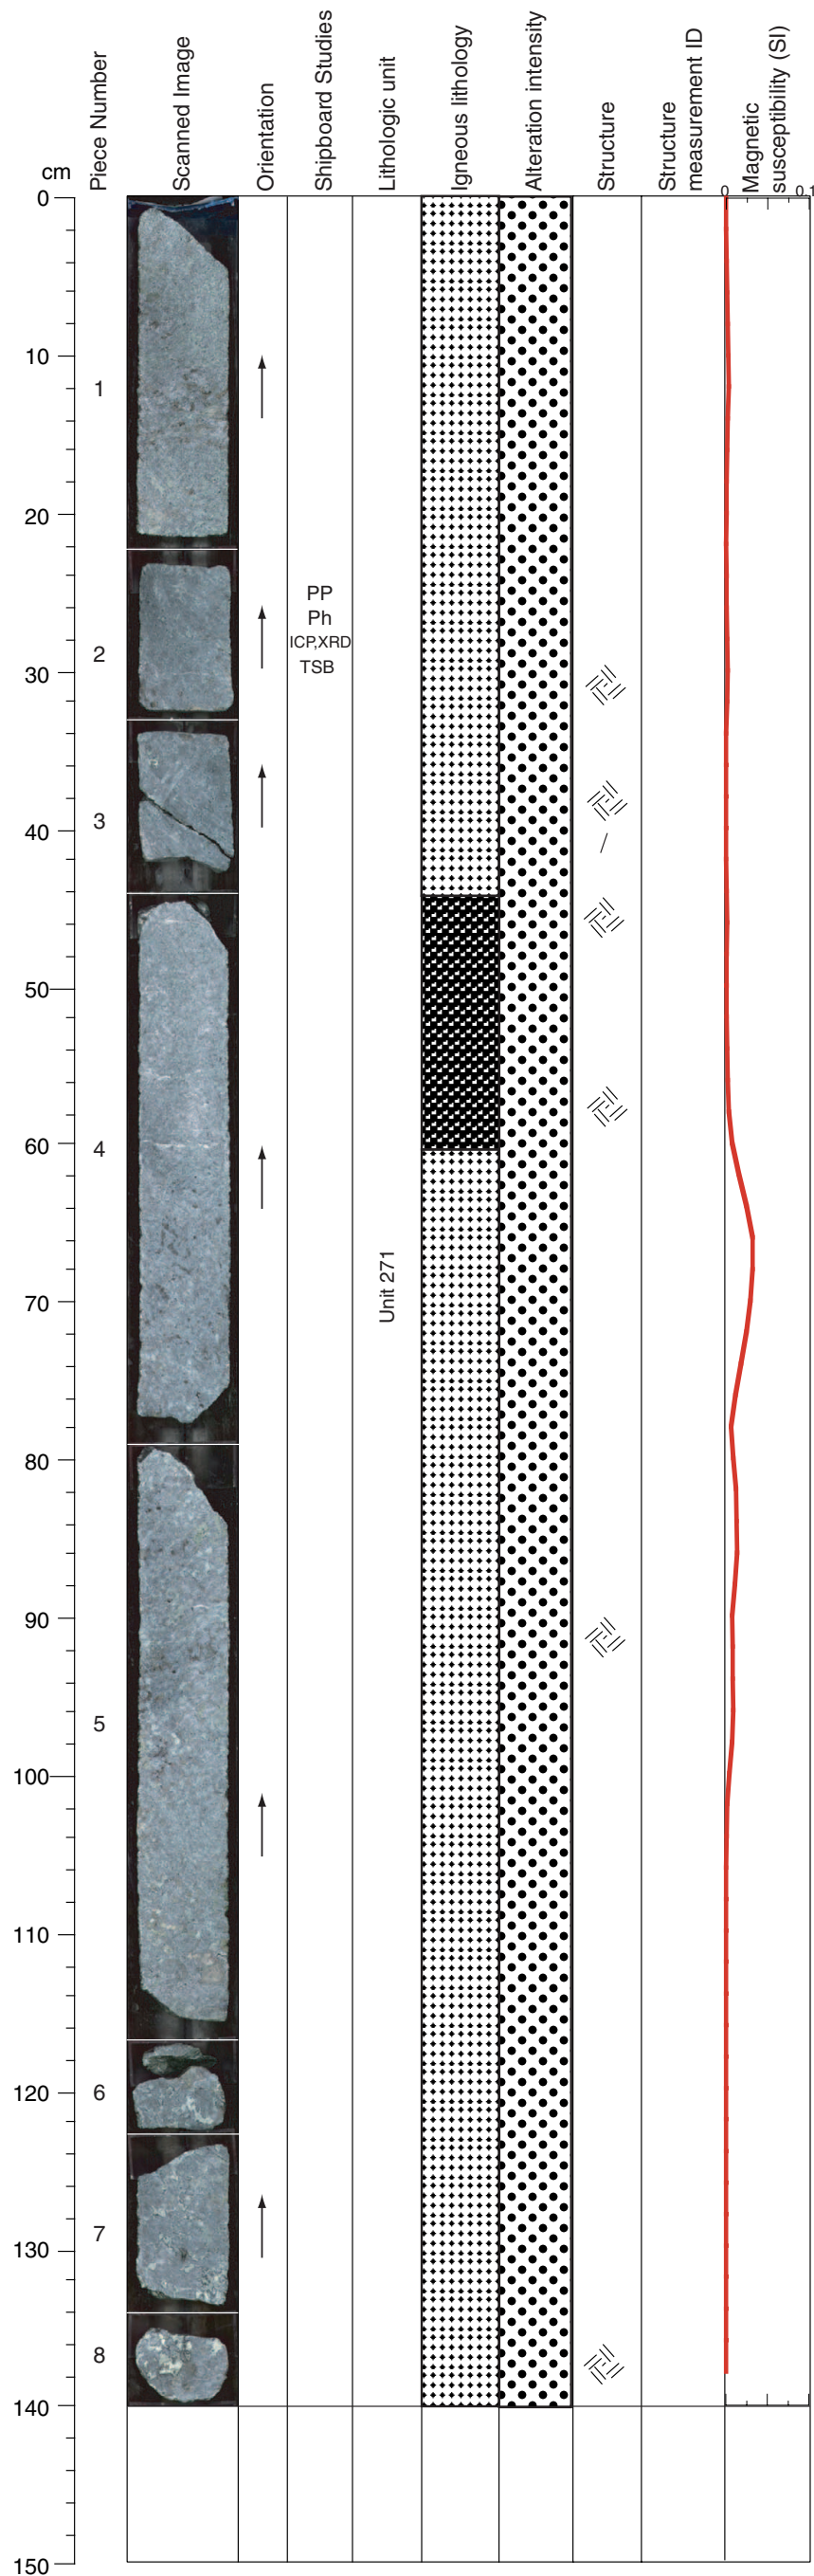 cm
Piece Number
Scanned Image
Orientation
Shipboard Studies
Lithologic unit
Igneous lithology
Alteration intensity
Structure
Structure
measurement ID
Magnetic
susceptibility (SI)
0 0.1
0
10
1
20
PP
Ph
ICP,XRD
TSB
2
30
3
40
50
60
4
Unit 271
70
80
90
5
100
110
120
6
7
130
8
140
150